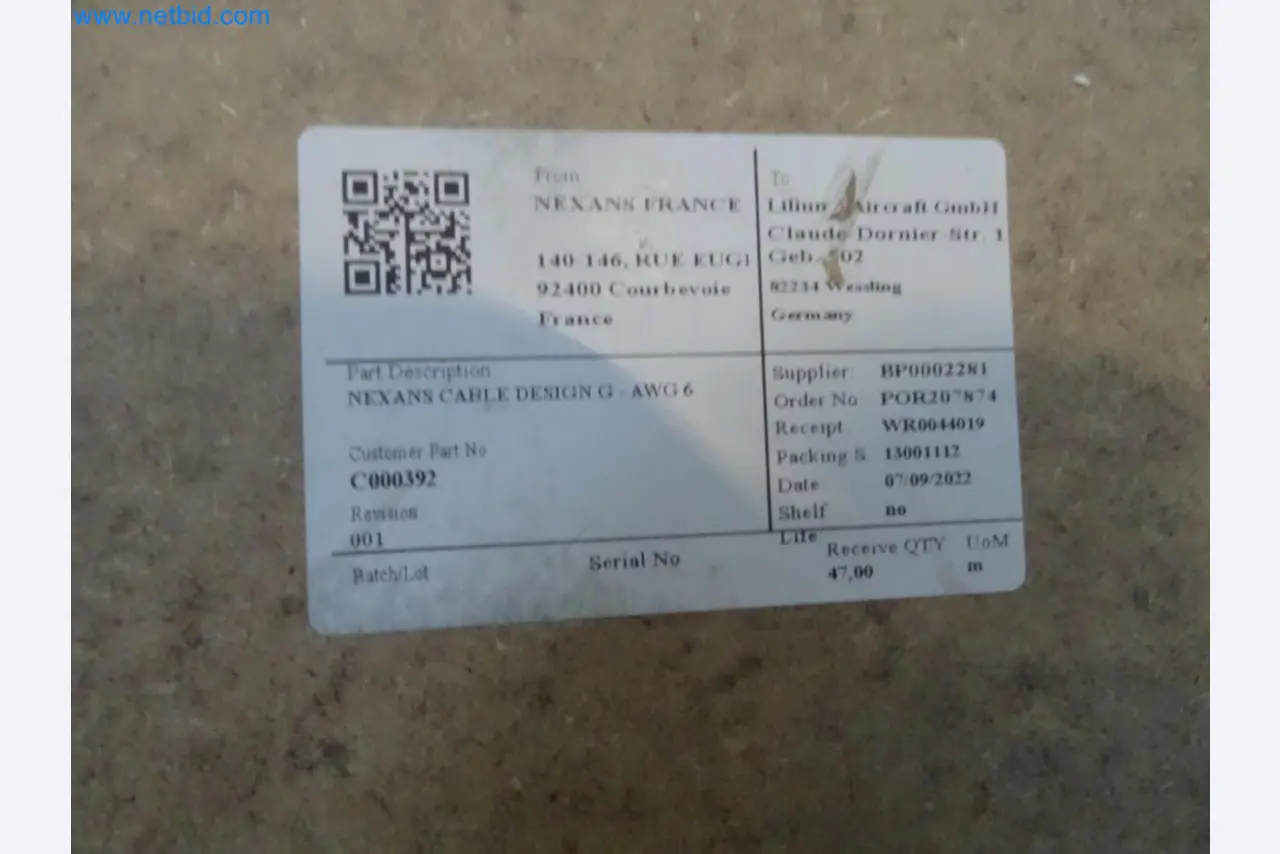 www.netbid.com
From
NEXANS FRANCE
140-146, RUE EUGI
92400 Courbevoie
France
To
Lilium Aircraft GmbH
Claude-Dornier-Str. 1
Geb.
82234 Wessling
Germany
Part Description
NEXANS CABLE DESIGN G - AWG 6
Customer Part No
C000392
Revision
001
Supplier BP0002281
Order No POR207874
Receipt WR0044019
Packing S 13001112
Date 07/09/2022
Shelf no
Life
Batch/Lot
Serial No
Receive QTY UoM
47,00 m